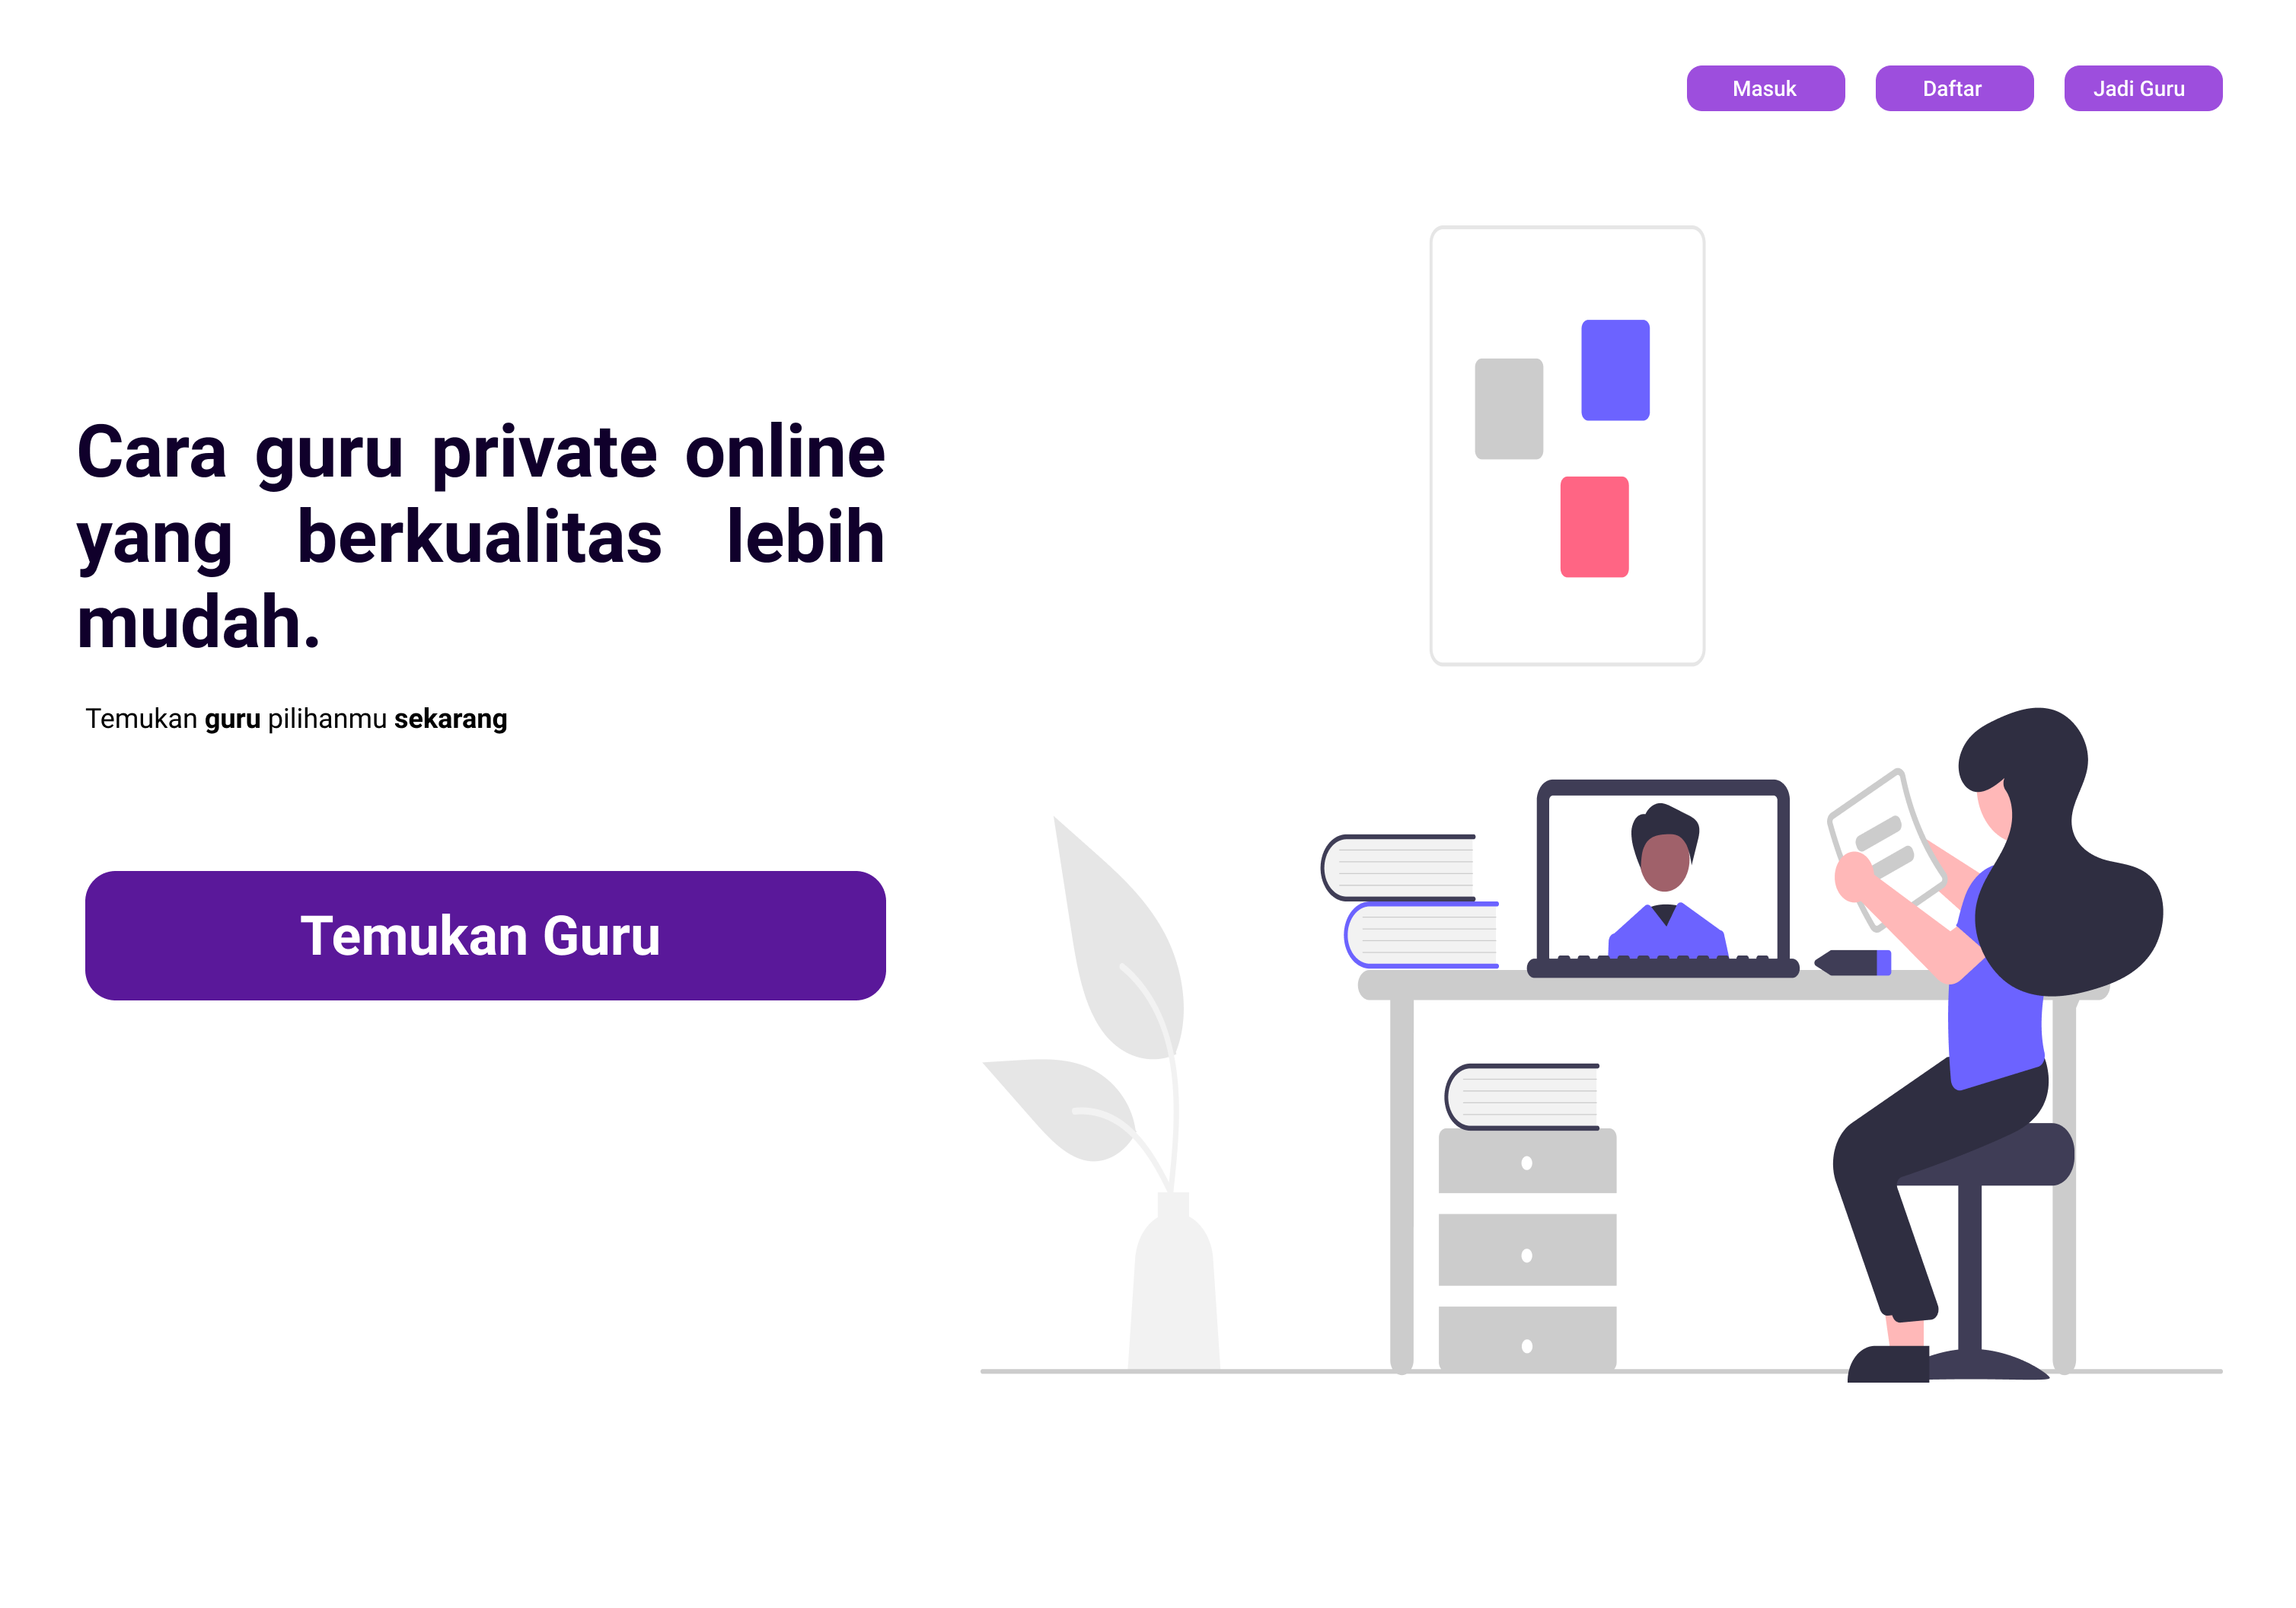 Masuk
Daftar
Jadi Guru
Cara guru private online
yang berkualitas lebih
mudah.
Temukan guru pilihanmu sekarang
Temukan Guru